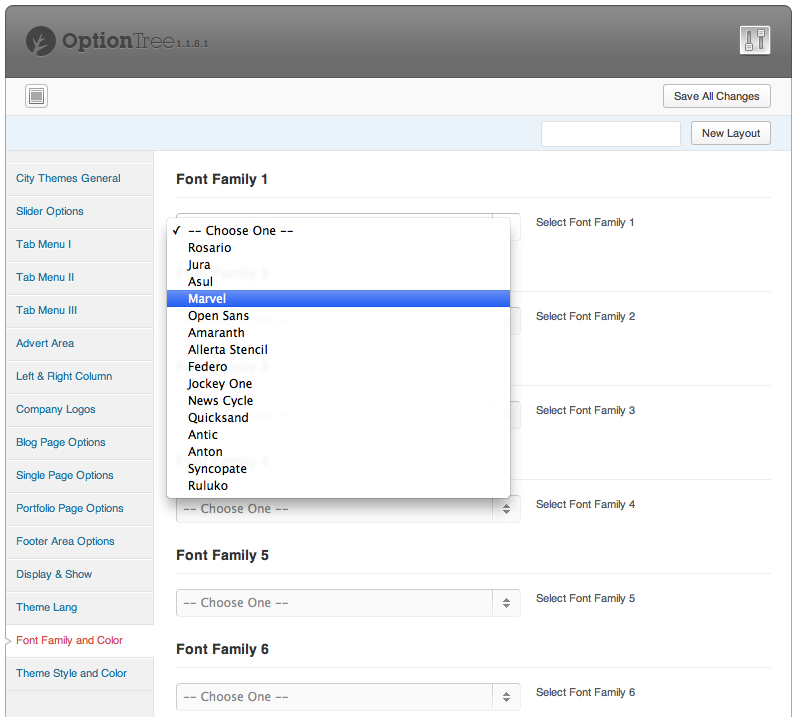 OptionTree 1.1.8.1
Save All Changes
New Layout
City Themes General
Slider Options
Tab Menu I
Tab Menu II
Tab Menu III
Advert Area
Left & Right Column
Company Logos
Blog Page Options
Single Page Options
Portfolio Page Options
Footer Area Options
Display & Show
Theme Lang
Font Family and Color
Theme Style and Color
Font Family 1
Select Font Family 1
✓ -- Choose One --
Rosario
Jura
Asul
Marvel
Open Sans
Amaranth
Allerta Stencil
Federo
Jockey One
News Cycle
Quicksand
Antic
Anton
Syncopate
Ruluko
Select Font Family 2
Select Font Family 3
-- Choose One --
Select Font Family 4
Font Family 5
-- Choose One --
Select Font Family 5
Font Family 6
-- Choose One --
Select Font Family 6